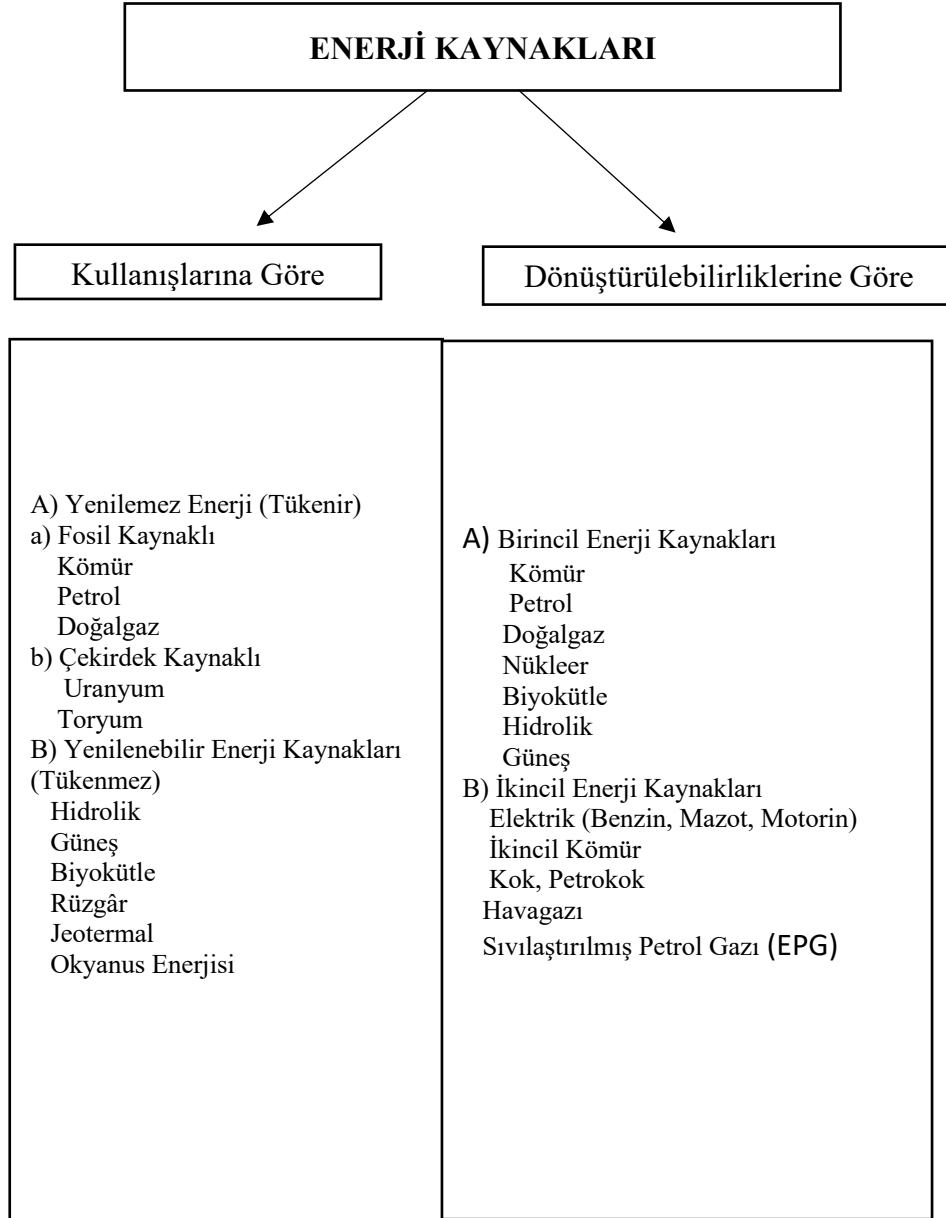 ENERJİ KAYNAKLARI
Kullanışlarına Göre
Dönüştürülebilirliklerine Göre
A) Yenilemez Enerji (Tükenir)
a) Fosil Kaynaklı
Kömür
Petrol
Doğalgaz
b) Çekirdek Kaynaklı
Uranyum
Toryum
B) Yenilenebilir Enerji Kaynakları
(Tükenmez)
Hidrolik
Güneş
Biyokütle
Rüzgâr
Jeotermal
Okyanus Enerjisi
A) Birincil Enerji Kaynakları
Kömür
Petrol
Doğalgaz
Nükleer
Biyokütle
Hidrolik
Güneş
B) İkincil Enerji Kaynakları
Elektrik (Benzin, Mazot, Motorin)
İkincil Kömür
Kok, Petrokok
Havagazı
Sıvılaştırılmış Petrol Gazı (EPG)